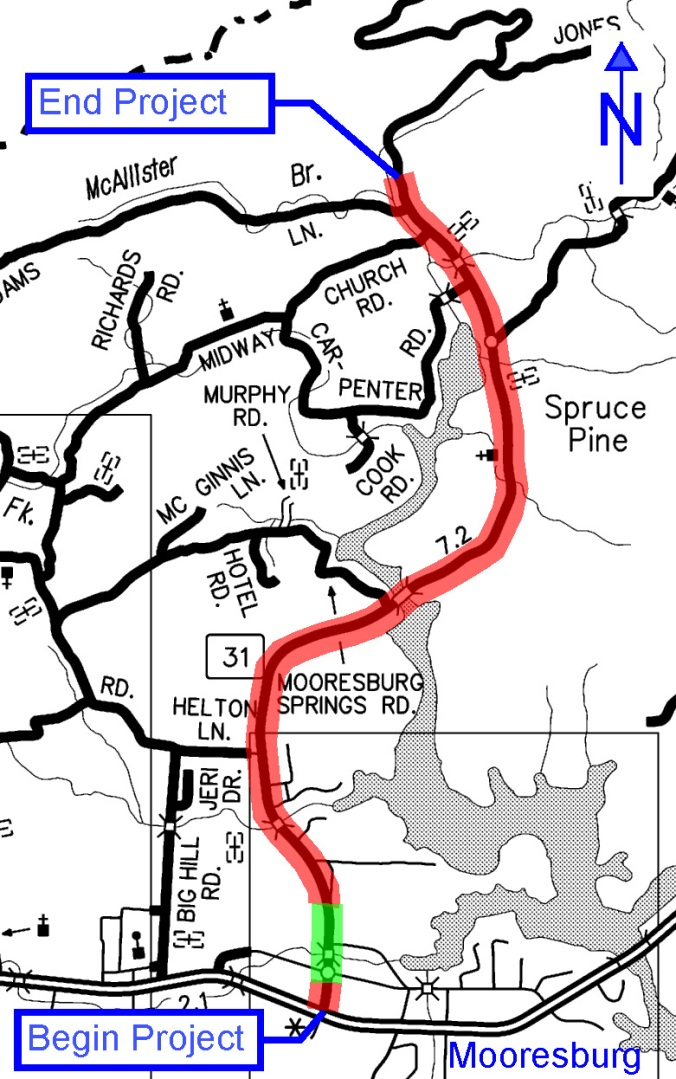 JONES
End Project
N
McAllister
Br.
LN.
RICHARDS
RD.
CHURCH
RD.
MIDWAY
CAR-
PENTER
RD.
MURPHY
RD.
Spruce
Pine
MC GINNIS
LN.
COOK
RD.
Fk.
7.2
HOTEL
RD.
31
MOORESBURG
SPRINGS RD.
RD.
HELTON
LN.
JERI
DR.
BIG HILL
RD.
2.1
Begin Project
Mooresburg